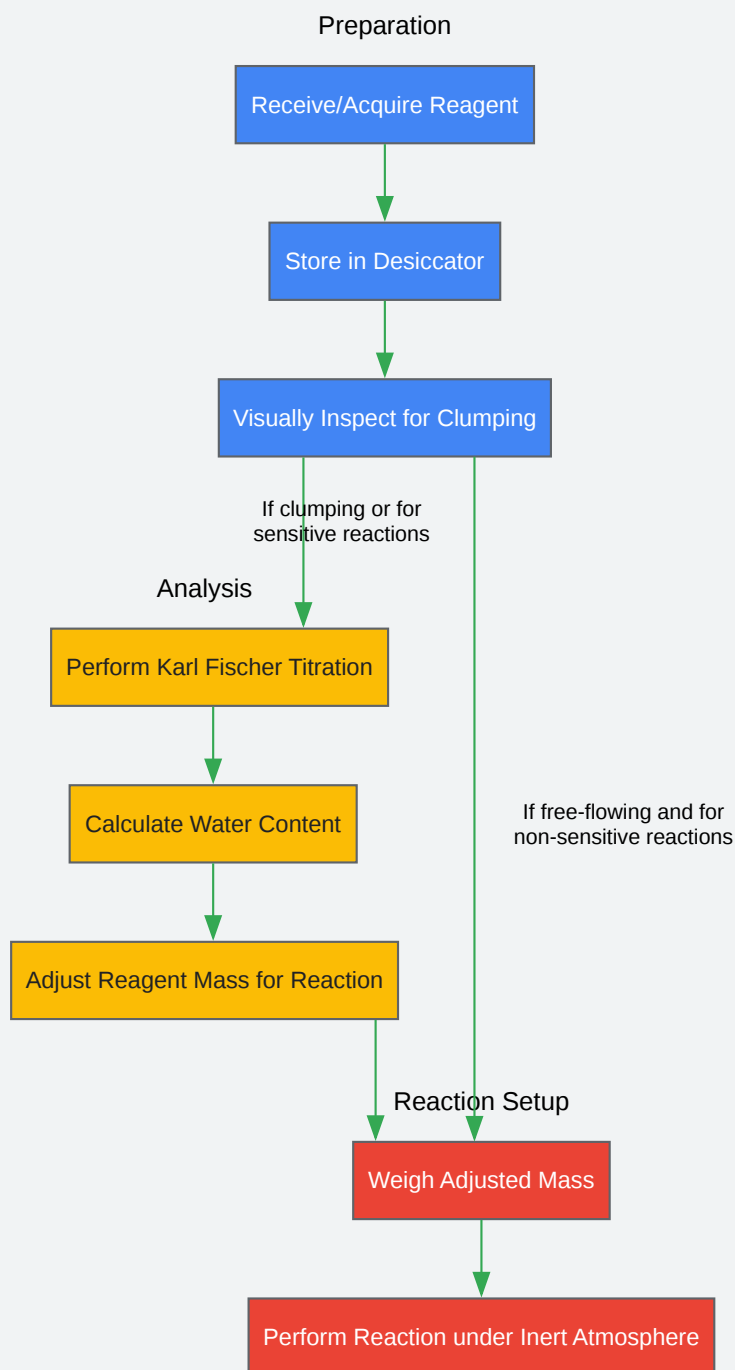 Preparation
Receive/Acquire Reagent
Store in Desiccator
Visually Inspect for Clumping
If clumping or for
sensitive reactions
Analysis
Perform Karl Fischer Titration
Calculate Water Content
If free-flowing and for
non-sensitive reactions
Adjust Reagent Mass for Reaction
Reaction Setup
Weigh Adjusted Mass
Perform Reaction under Inert Atmosphere